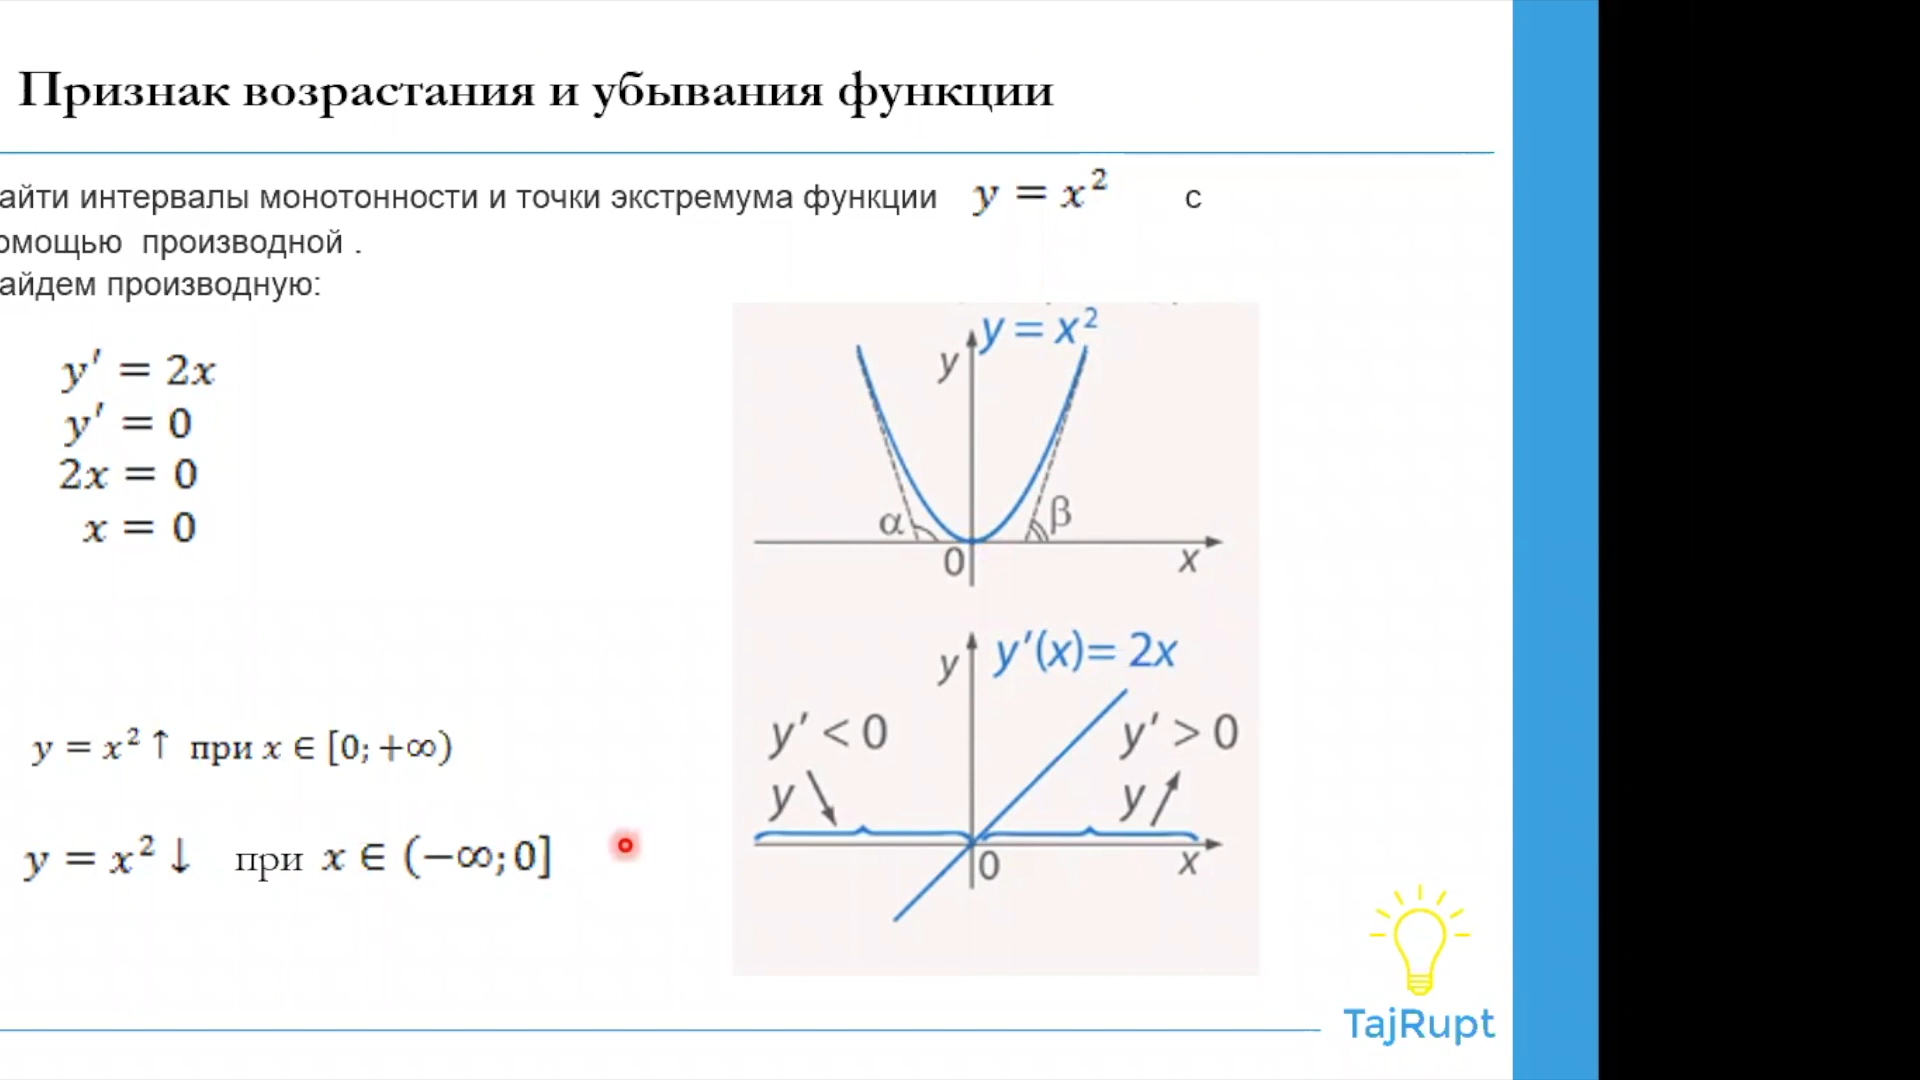 Признак возрастания и убывания функции
айти интервалы монотонности и точки экстремума функции y = x² с
омощью производной .
айдем производную:
y′ = 2x
y′ = 0
2x = 0
x = 0
y = x² ↑ при x ∈ [0; +∞)
y = x² ↓ при x ∈ (−∞; 0]
y = x²
y
α
β
0
x
y
y′(x)= 2x
y′ < 0
y′ > 0
y
y
0
x
TajRupt